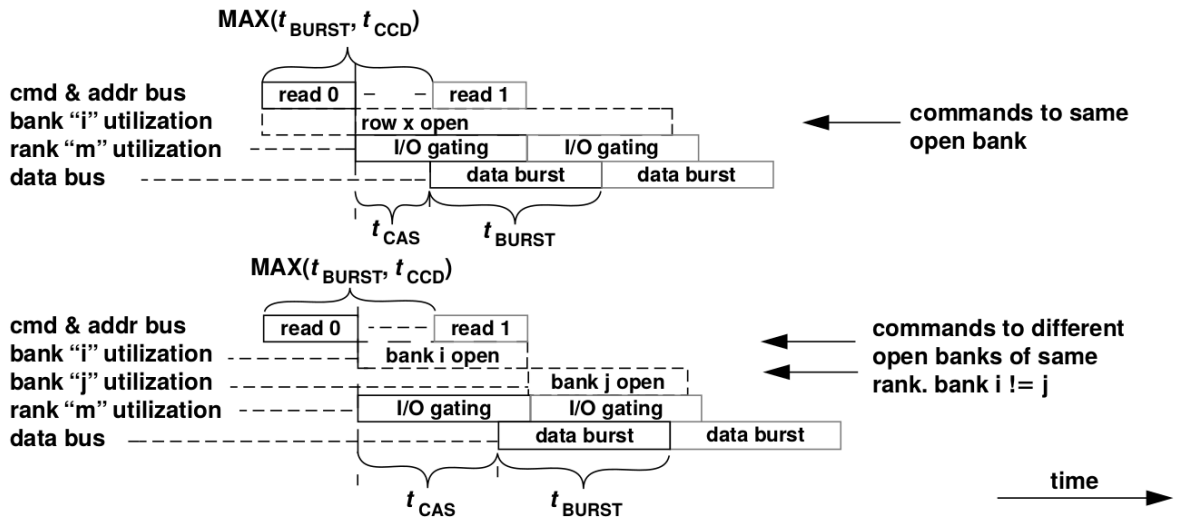 MAX(tBURST, tCCD)
cmd & addr bus read 0 read 1
bank “i” utilization row x open
rank “m” utilization I/O gating I/O gating
data bus data burst data burst
commands to same
open bank
tCAS tBURST
MAX(tBURST, tCCD)
cmd & addr bus read 0 read 1
bank “i” utilization bank i open
bank “j” utilization bank j open
rank “m” utilization I/O gating I/O gating
data bus data burst data burst
commands to different
open banks of same
rank. bank i != j
tCAS tBURST
time